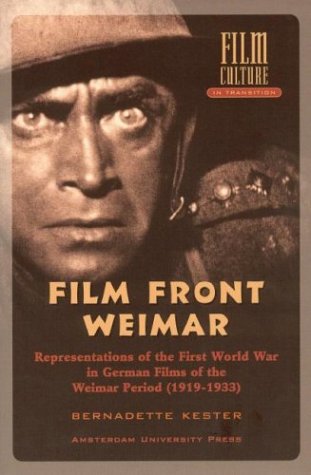 FILM
CULTURE
IN TRANSITION
FILM FRONT
WEIMAR
Representations of the First World War
in German Films of the
Weimar Period (1919-1933)
BERNADETTE KESTER
AMSTERDAM UNIVERSITY PRESS